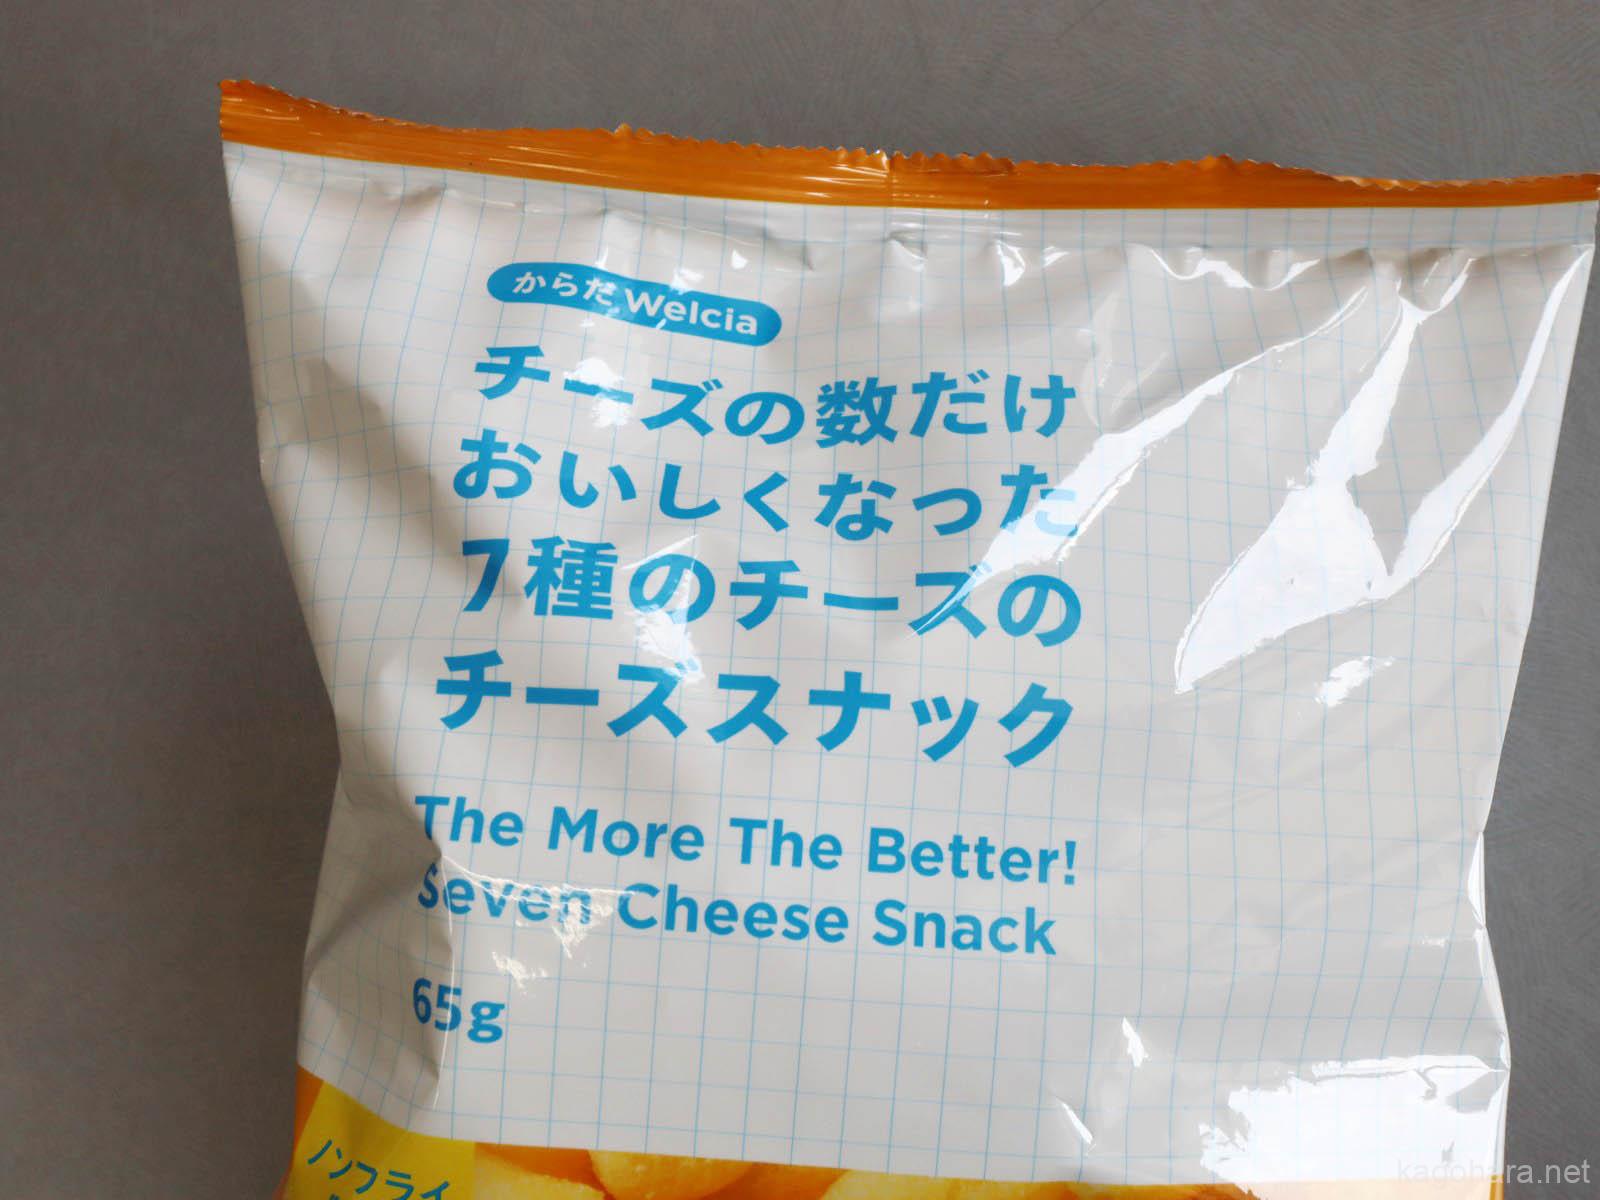 からだWelcia
チーズの数だけ
おいしくなった
7種のチーズの
チーズスナック
The More The Better!
Seven Cheese Snack
65g
ノンフライ
kagohara.net